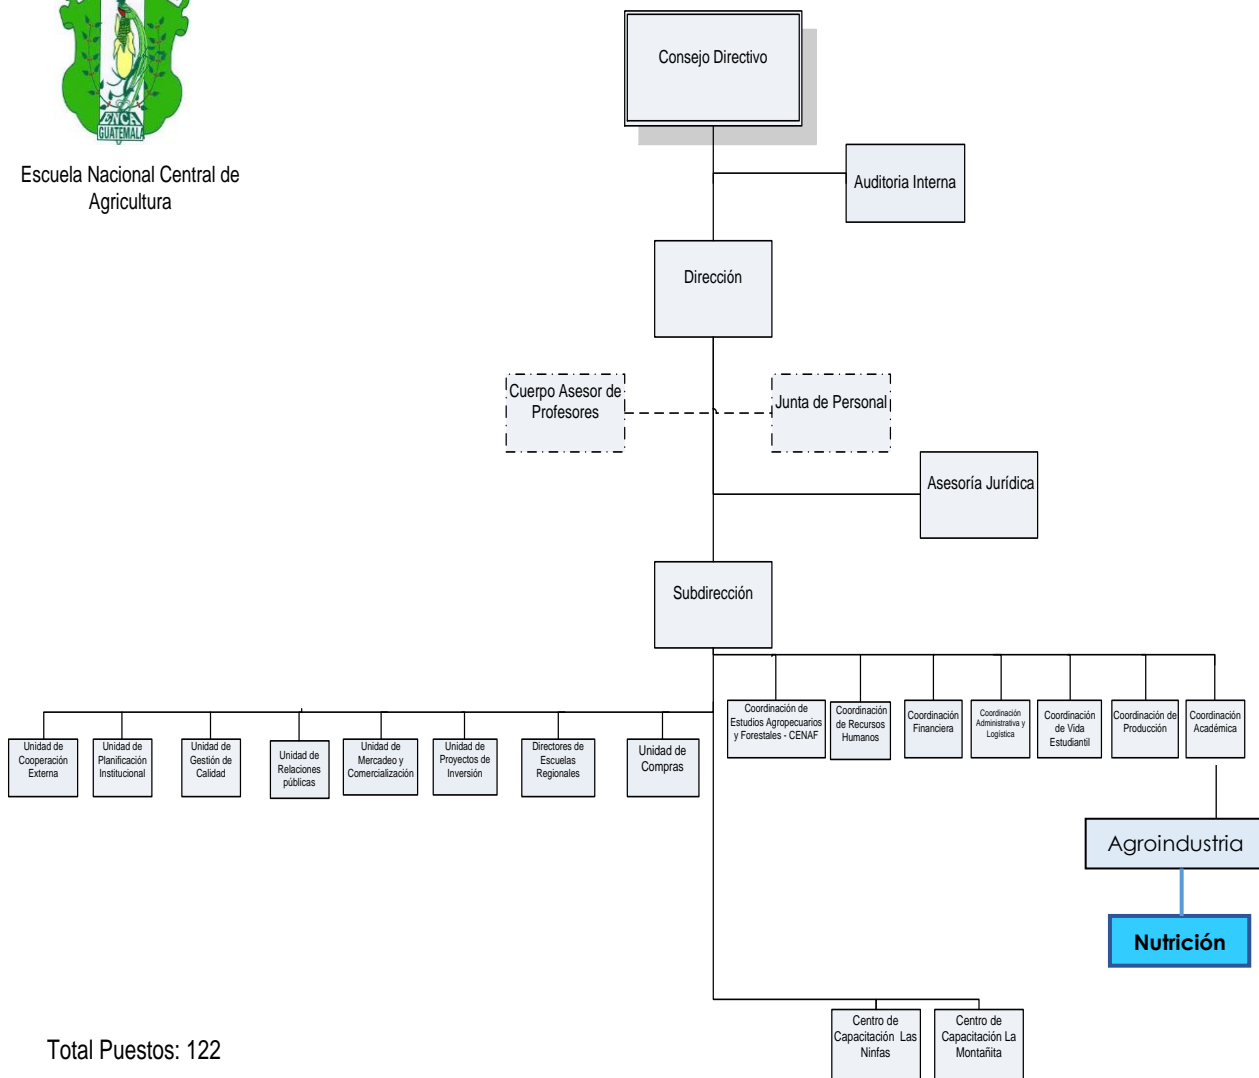 ENCA
GUATEMALA
Escuela Nacional Central de
Agricultura
Consejo Directivo
Auditoria Interna
Dirección
Cuerpo Asesor de
Profesores
Junta de Personal
Asesoría Jurídica
Subdirección
Coordinación de
Estudios Agropecuarios
y Forestales - CENAF
Coordinación
de Recursos
Humanos
Coordinación
Financiera
Coordinación
Administrativa y
Logística
Coordinación
de Vida
Estudiantil
Coordinación de
Producción
Coordinación
Académica
Unidad de
Cooperación
Externa
Unidad de
Planificación
Institucional
Unidad de
Gestión de
Calidad
Unidad de
Relaciones
públicas
Unidad de
Mercadeo y
Comercialización
Unidad de
Proyectos de
Inversión
Directores de
Escuelas
Regionales
Unidad de
Compras
Agroindustria
Nutrición
Centro de
Capacitación Las
Ninfas
Centro de
Capacitación La
Montañita
Total Puestos: 122